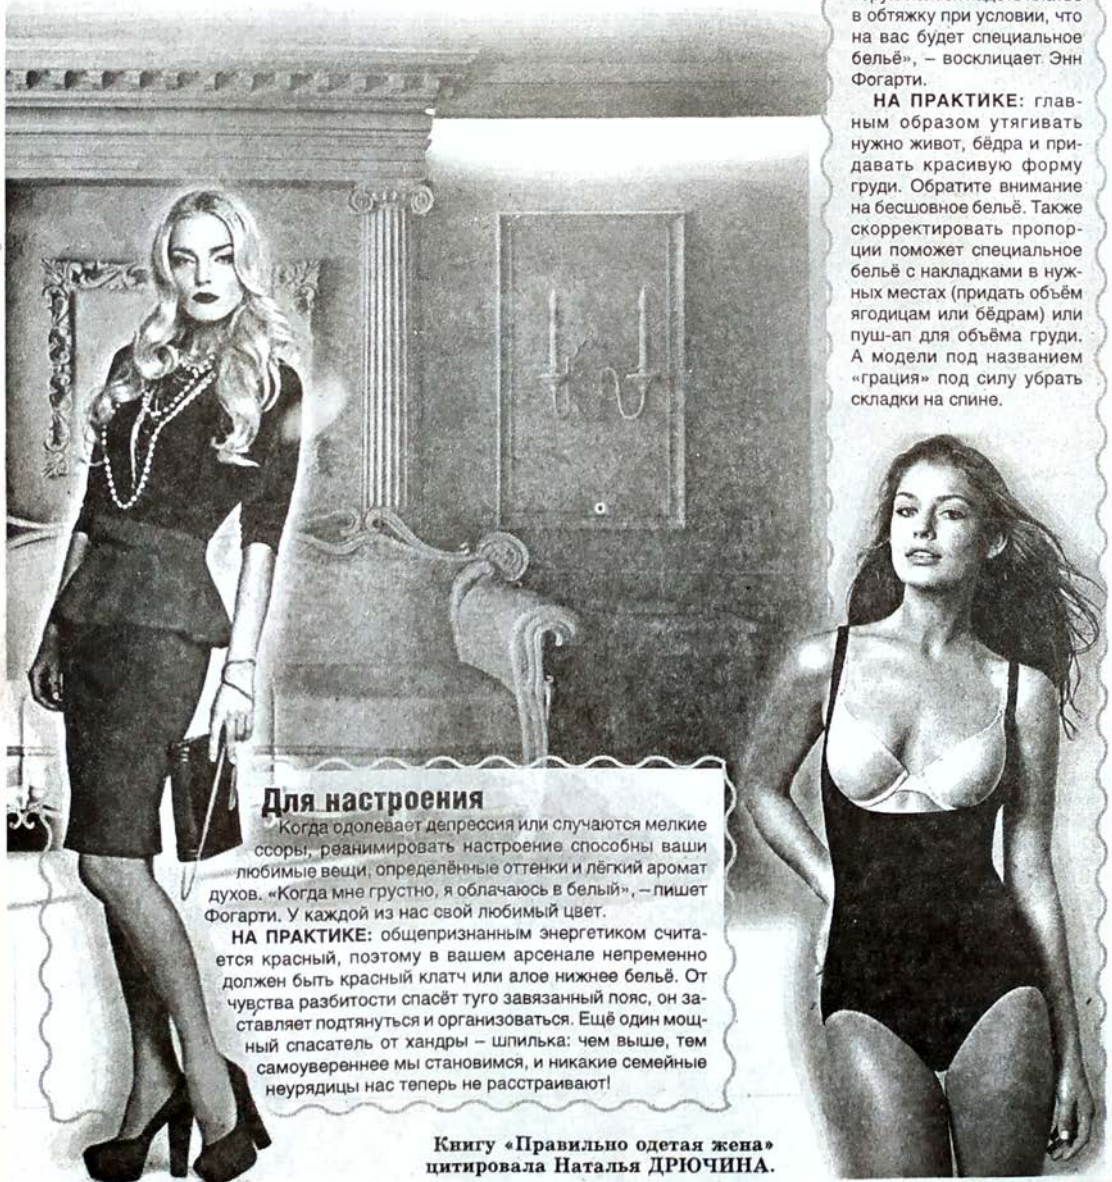 в обтяжку при условии, что
на вас будет специальное
бельё», – восклицает Энн
Фогарти.
НА ПРАКТИКЕ: глав-
ным образом утягивать
нужно живот, бёдра и при-
давать красивую форму
груди. Обратите внимание
на бесшовное бельё. Также
скорректировать пропор-
ции поможет специальное
бельё с накладками в нуж-
ных местах (придать объём
ягодицам или бёдрам) или
пуш-ап для объёма груди.
А модели под названием
«грация» под силу убрать
складки на спине.
Для настроения
Когда одолевает депрессия или случаются мелкие
ссоры, реанимировать настроение способны ваши
любимые вещи, определённые оттенки и лёгкий аромат
духов. «Когда мне грустно, я облачаюсь в белый», – пишет
Фогарти. У каждой из нас свой любимый цвет.
НА ПРАКТИКЕ: общепризнанным энергетиком счита-
ется красный, поэтому в вашем арсенале непременно
должен быть красный клатч или алое нижнее бельё. От
чувства разбитости спасёт туго завязанный пояс, он за-
ставляет подтянуться и организоваться. Ещё один мощ-
ный спасатель от хандры – шпилька: чем выше, тем
самоувереннее мы становимся, и никакие семейные
неурядицы нас теперь не расстраивают!
Книгу «Правильно одетая жена»
цитировала Наталья ДРЮЧИНА.